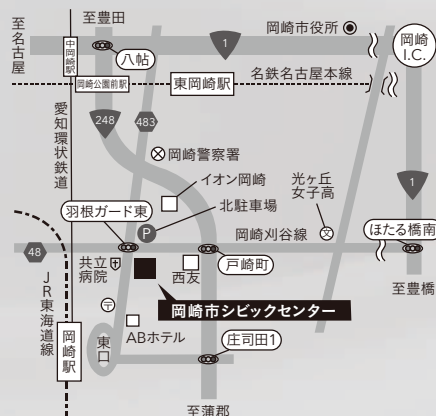 至豊田
至名古屋
中岡崎駅
八帖
1
岡崎市役所
岡崎
I.C.
岡崎公園前駅
東岡崎駅
名鉄名古屋本線
愛知環状鉄道
248
483
岡崎警察署
1
イオン岡崎
光ヶ丘
女子高
羽根ガード東
P
北駐車場
岡崎刈谷線
文
ほたる橋南
48
共立
病院
西友
戸崎町
至豊橋
JR東海道線
岡崎市シビックセンター
岡崎駅
東口
ABホテル
庄司田1
至蒲郡